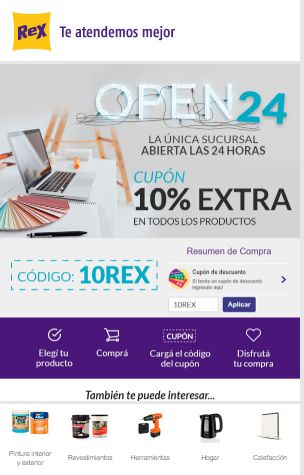 Rex
Te atendemos mejor
OPEN24
LA ÚNICA SUCURSAL
ABIERTA LAS 24 HORAS
CUPÓN
10% EXTRA
EN TODOS LOS PRODUCTOS
Resumen de Compra
CÓDIGO: 10REX
Cupón de descuento
Si tenés un cupón de descuento
ingresalo aquí
10REX
Aplicar
CUPÓN
Elegí tu
producto
Comprá
Cargá el código
del cupón
Disfrutá
tu compra
También te puede interesar...
Pintura interior
y exterior
Revestimientos
Herramientas
Hogar
Calefacción